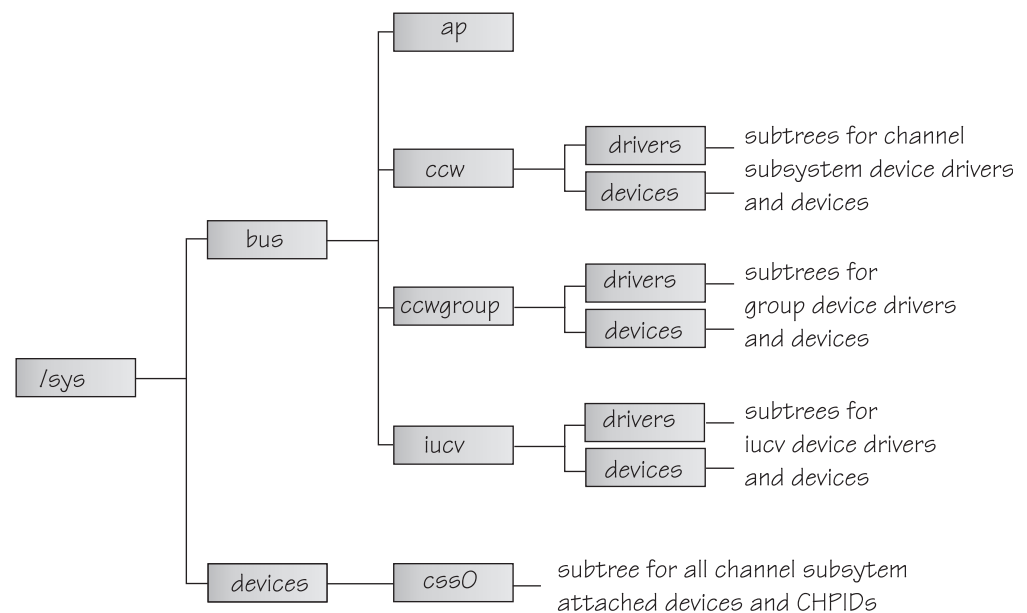 ap
ccw
drivers
devices
subtrees for channel
subsystem device drivers
and devices
bus
ccwgroup
drivers
devices
subtrees for
group device drivers
and devices
/sys
iucv
drivers
devices
subtrees for
iucv device drivers
and devices
devices
css0
subtree for all channel subsytem
attached devices and CHPIDs